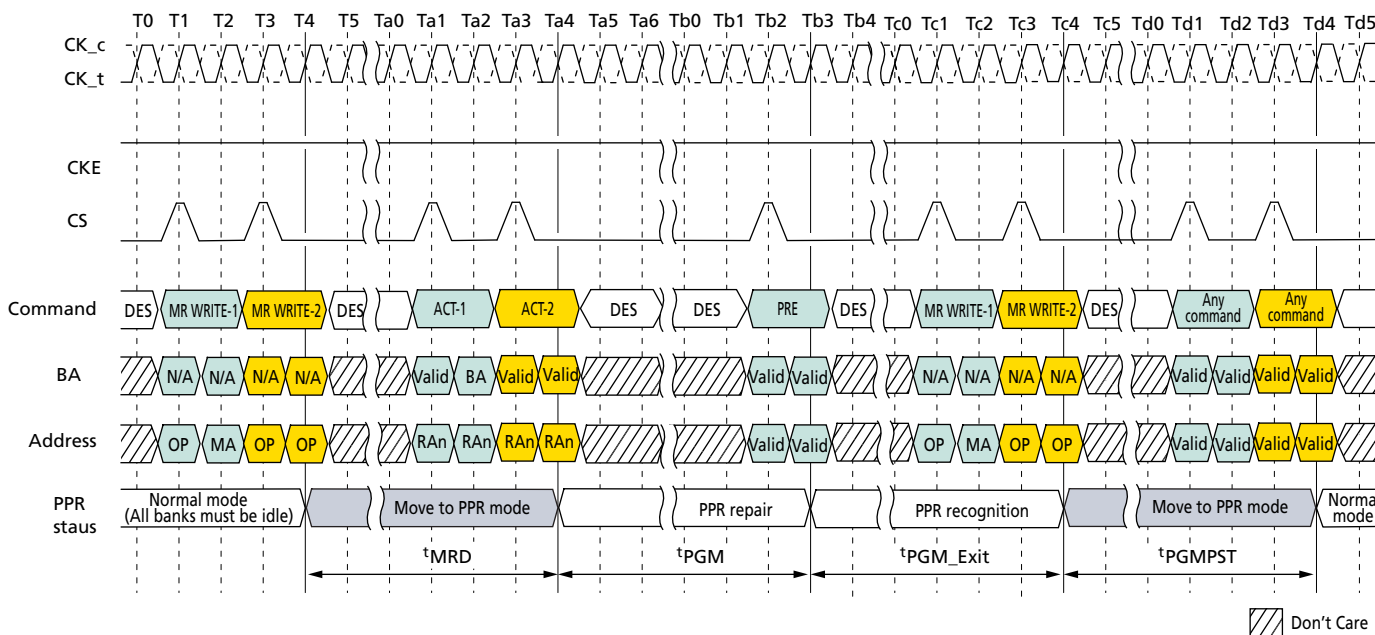 T0 T1 T2 T3 T4 T5 Ta0 Ta1 Ta2 Ta3 Ta4 Ta5 Ta6 Tb0 Tb1 Tb2 Tb3 Tb4 Tc0 Tc1 Tc2 Tc3 Tc4 Tc5 Td0 Td1 Td2 Td3 Td4 Td5
CK_c
CK_t
CKE
CS
Command DES MR WRITE-1 MR WRITE-2 DES ACT-1 ACT-2 DES DES PRE DES MR WRITE-1 MR WRITE-2 DES Any command Any command
BA N/A N/A N/A N/A Valid BA Valid Valid Valid Valid N/A N/A N/A N/A Valid Valid Valid Valid
Address OP MA OP OP RAn RAn RAn RAn Valid Valid OP MA OP OP Valid Valid Valid Valid
PPR staus
Normal mode
(All banks must be idle)
Move to PPR mode
PPR repair
PPR recognition
Move to PPR mode
Norma
mode
tMRD tPGM tPGM_Exit tPGMPST
Don't Care